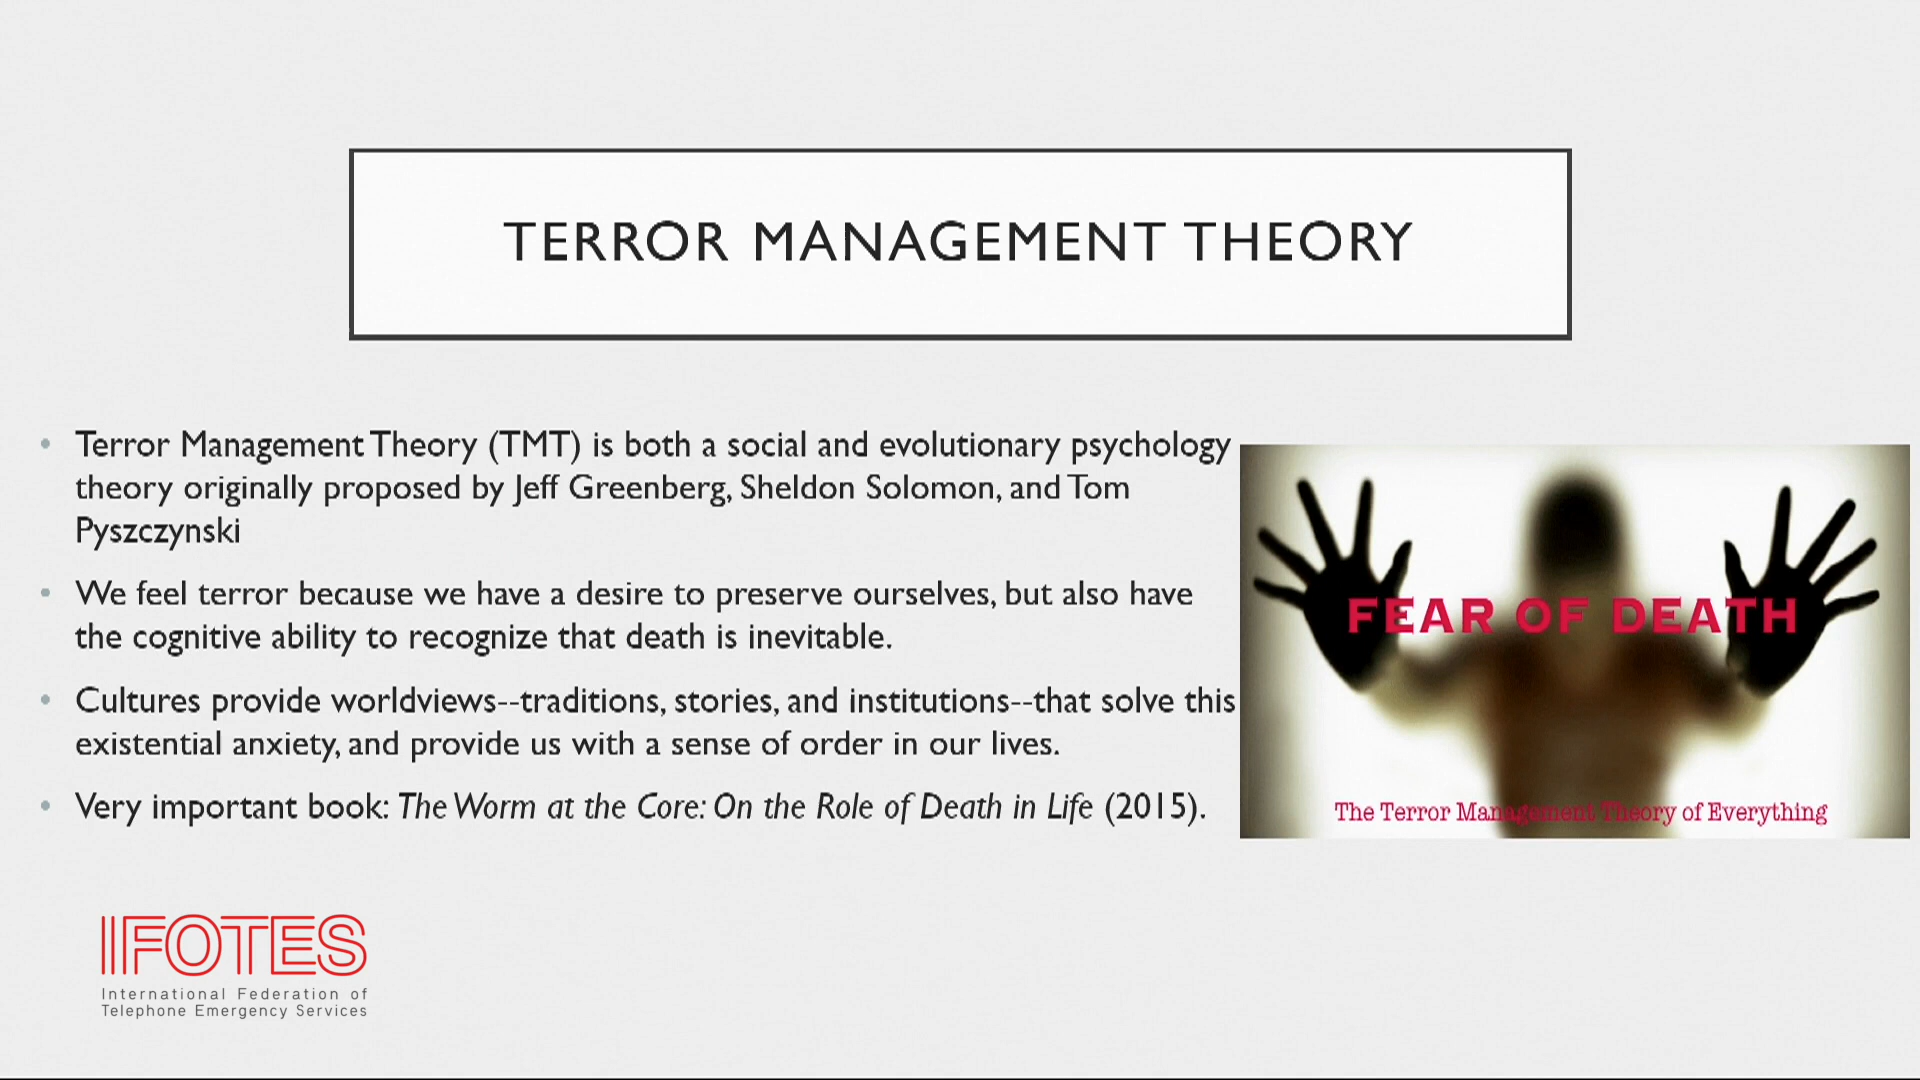 TERROR MANAGEMENT THEORY
• Terror Management Theory (TMT) is both a social and evolutionary psychology
theory originally proposed by Jeff Greenberg, Sheldon Solomon, and Tom
Pyszczynski
• We feel terror because we have a desire to preserve ourselves, but also have
the cognitive ability to recognize that death is inevitable.
• Cultures provide worldviews--traditions, stories, and institutions--that solve this
existential anxiety, and provide us with a sense of order in our lives.
• Very important book: The Worm at the Core: On the Role of Death in Life (2015).
FEAR OF DEATH
The Terror Management Theory of Everything
IFOTES
International Federation of
Telephone Emergency Services